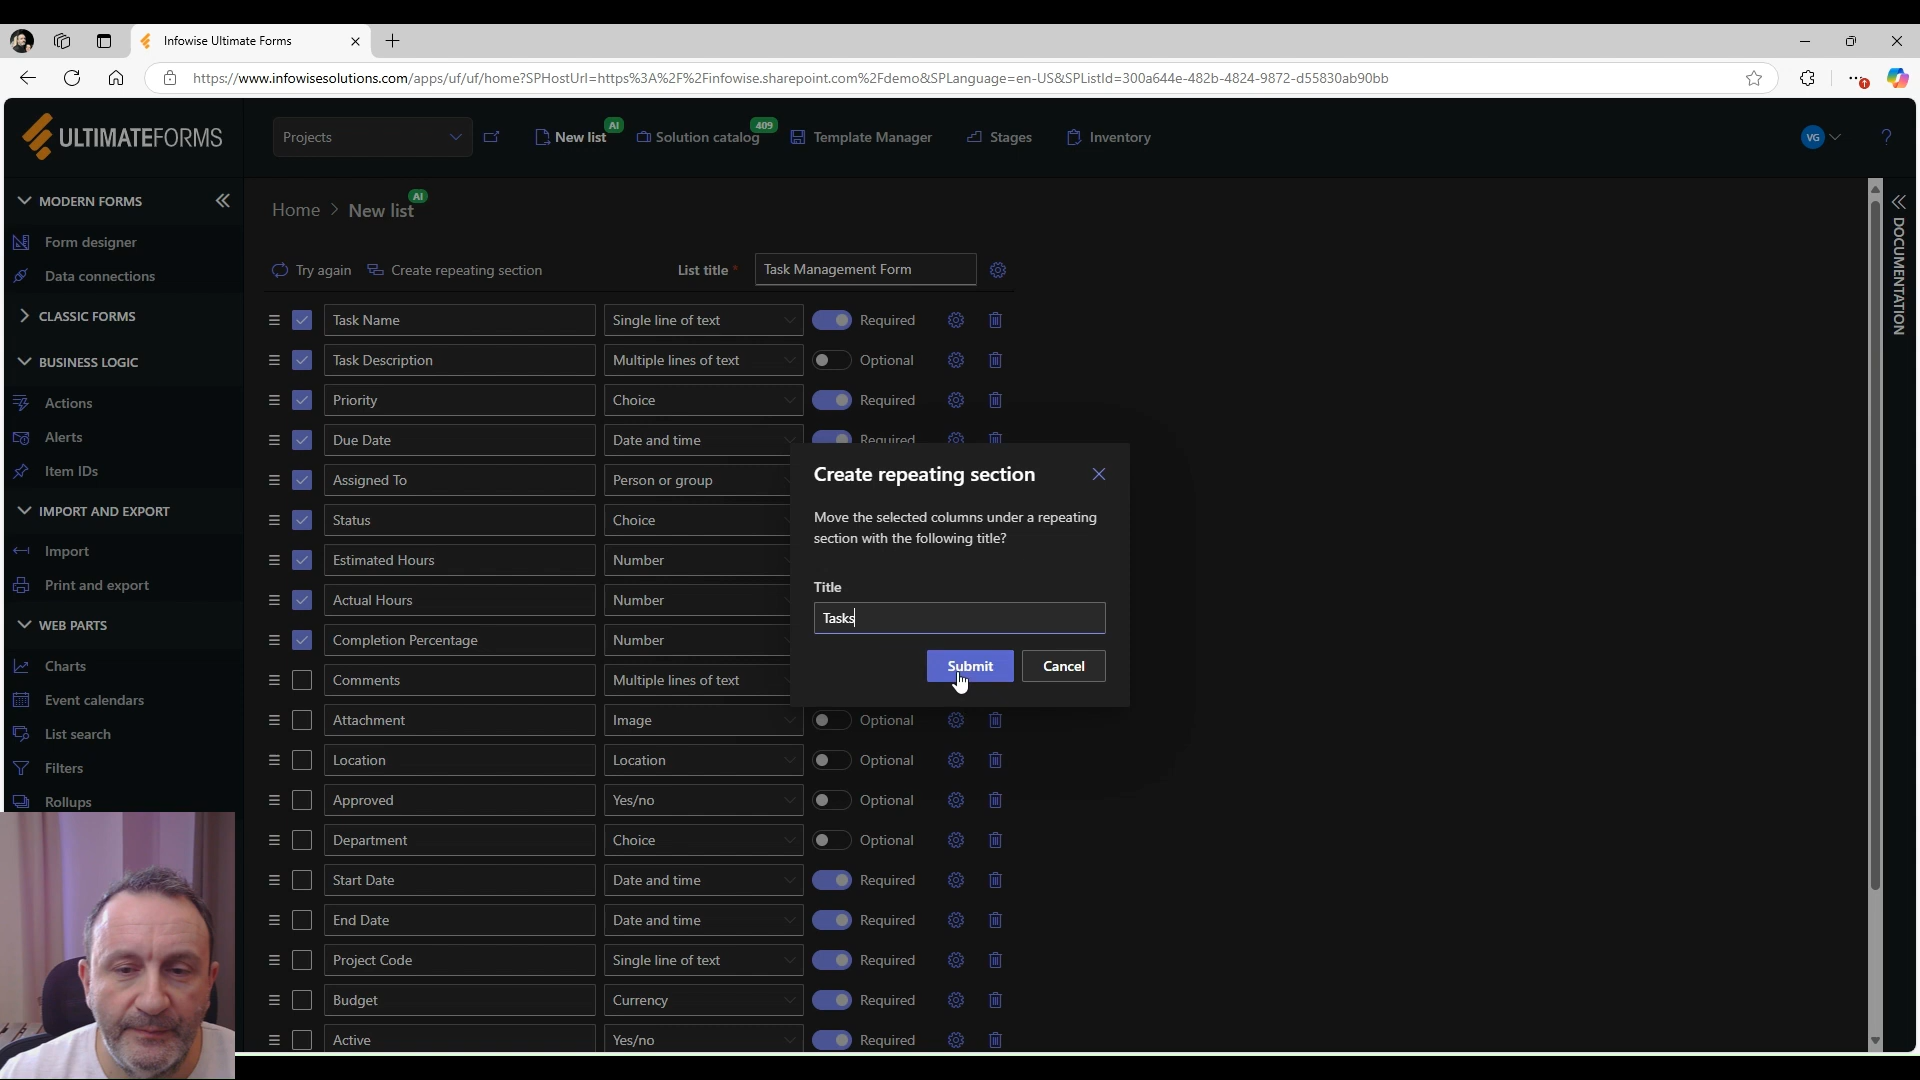 Infowise Ultimate Forms
https://www.infowisesolutions.com/apps/uf/uf/home?SPHostUrl=https%3A%2F%2Finfowise.sharepoint.com%2Fdemo&SPLanguage=en-US&SPListId=300a644e-482b-4824-9872-d55830ab90bb
ULTIMATEFORMS
Projects
New list
AI
Solution catalog
409
Template Manager
Stages
Inventory
VG
?
MODERN FORMS
Form designer
Data connections
CLASSIC FORMS
BUSINESS LOGIC
Actions
Alerts
Item IDs
IMPORT AND EXPORT
Import
Print and export
WEB PARTS
Charts
Event calendars
List search
Filters
Rollups
Home > New list
AI
Try again
Create repeating section
List title *
Task Management Form
Task Name Single line of text Required
Task Description Multiple lines of text Optional
Priority Choice Required
Due Date Date and time Required
Assigned To Person or group
Status Choice
Estimated Hours Number
Actual Hours Number
Completion Percentage Number
Comments Multiple lines of text
Attachment Image Optional
Location Location Optional
Approved Yes/no Optional
Department Choice Optional
Start Date Date and time Required
End Date Date and time Required
Project Code Single line of text Required
Budget Currency Required
Active Yes/no Required
Create repeating section
Move the selected columns under a repeating
section with the following title?
Title
Tasks
Submit
Cancel
DOCUMENTATION